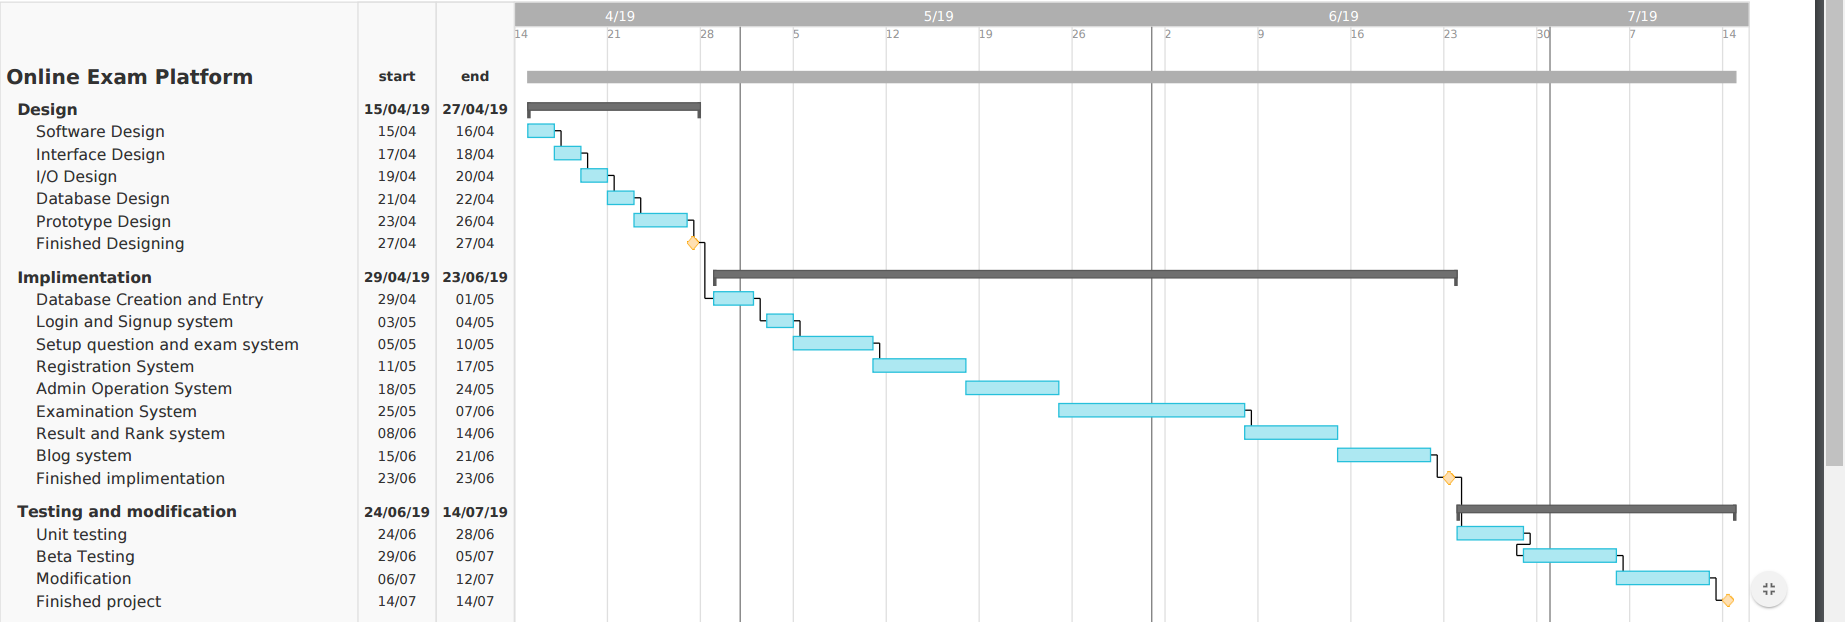 4/19 5/19 6/19 7/19
14 21 28 5 12 19 26 2 9 16 23 30 7 14
Online Exam Platform start end
Design 15/04/19 27/04/19
Software Design 15/04 16/04
Interface Design 17/04 18/04
I/O Design 19/04 20/04
Database Design 21/04 22/04
Prototype Design 23/04 26/04
Finished Designing 27/04 27/04
Implimentation 29/04/19 23/06/19
Database Creation and Entry 29/04 01/05
Login and Signup system 03/05 04/05
Setup question and exam system 05/05 10/05
Registration System 11/05 17/05
Admin Operation System 18/05 24/05
Examination System 25/05 07/06
Result and Rank system 08/06 14/06
Blog system 15/06 21/06
Finished implimentation 23/06 23/06
Testing and modification 24/06/19 14/07/19
Unit testing 24/06 28/06
Beta Testing 29/06 05/07
Modification 06/07 12/07
Finished project 14/07 14/07